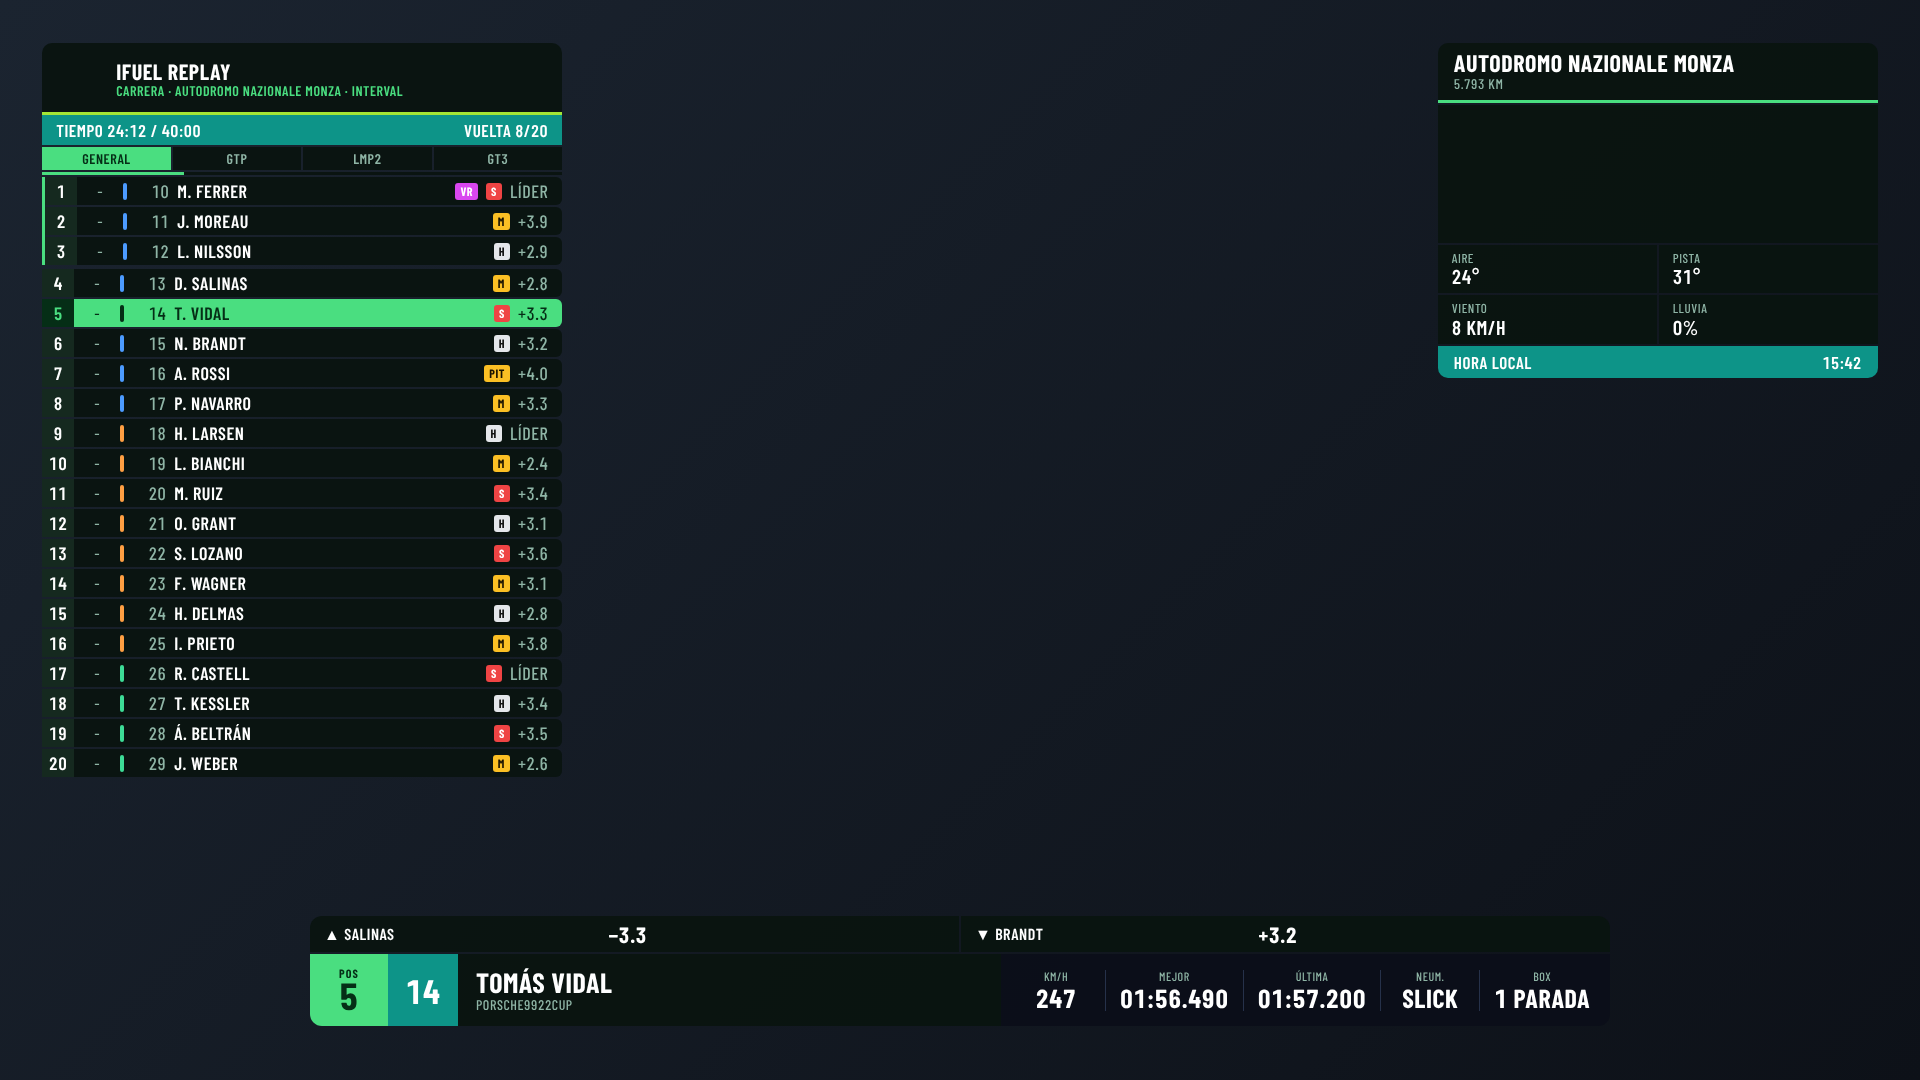 IFUEL REPLAY
CARRERA · AUTODROMO NAZIONALE MONZA · INTERVAL
TIEMPO 24:12 / 40:00 VUELTA 8/20
GENERAL GTP LMP2 GT3
1 - 10 M. FERRER VR S LÍDER
2 - 11 J. MOREAU M +3.9
3 - 12 L. NILSSON H +2.9
4 - 13 D. SALINAS M +2.8
5 - 14 T. VIDAL S +3.3
6 - 15 N. BRANDT H +3.2
7 - 16 A. ROSSI PIT +4.0
8 - 17 P. NAVARRO M +3.3
9 - 18 H. LARSEN H LÍDER
10 - 19 L. BIANCHI M +2.4
11 - 20 M. RUIZ S +3.4
12 - 21 O. GRANT H +3.1
13 - 22 S. LOZANO S +3.6
14 - 23 F. WAGNER M +3.1
15 - 24 H. DELMAS H +2.8
16 - 25 I. PRIETO M +3.8
17 - 26 R. CASTELL S LÍDER
18 - 27 T. KESSLER H +3.4
19 - 28 Á. BELTRÁN S +3.5
20 - 29 J. WEBER M +2.6
AUTODROMO NAZIONALE MONZA
5.793 KM
AIRE PISTA
24° 31°
VIENTO LLUVIA
8 KM/H 0%
HORA LOCAL 15:42
▲ SALINAS −3.3 ▼ BRANDT +3.2
POS
5
14
TOMÁS VIDAL
PORSCHE9922CUP
KM/H MEJOR ÚLTIMA NEUM. BOX
247 01:56.490 01:57.200 SLICK 1 PARADA